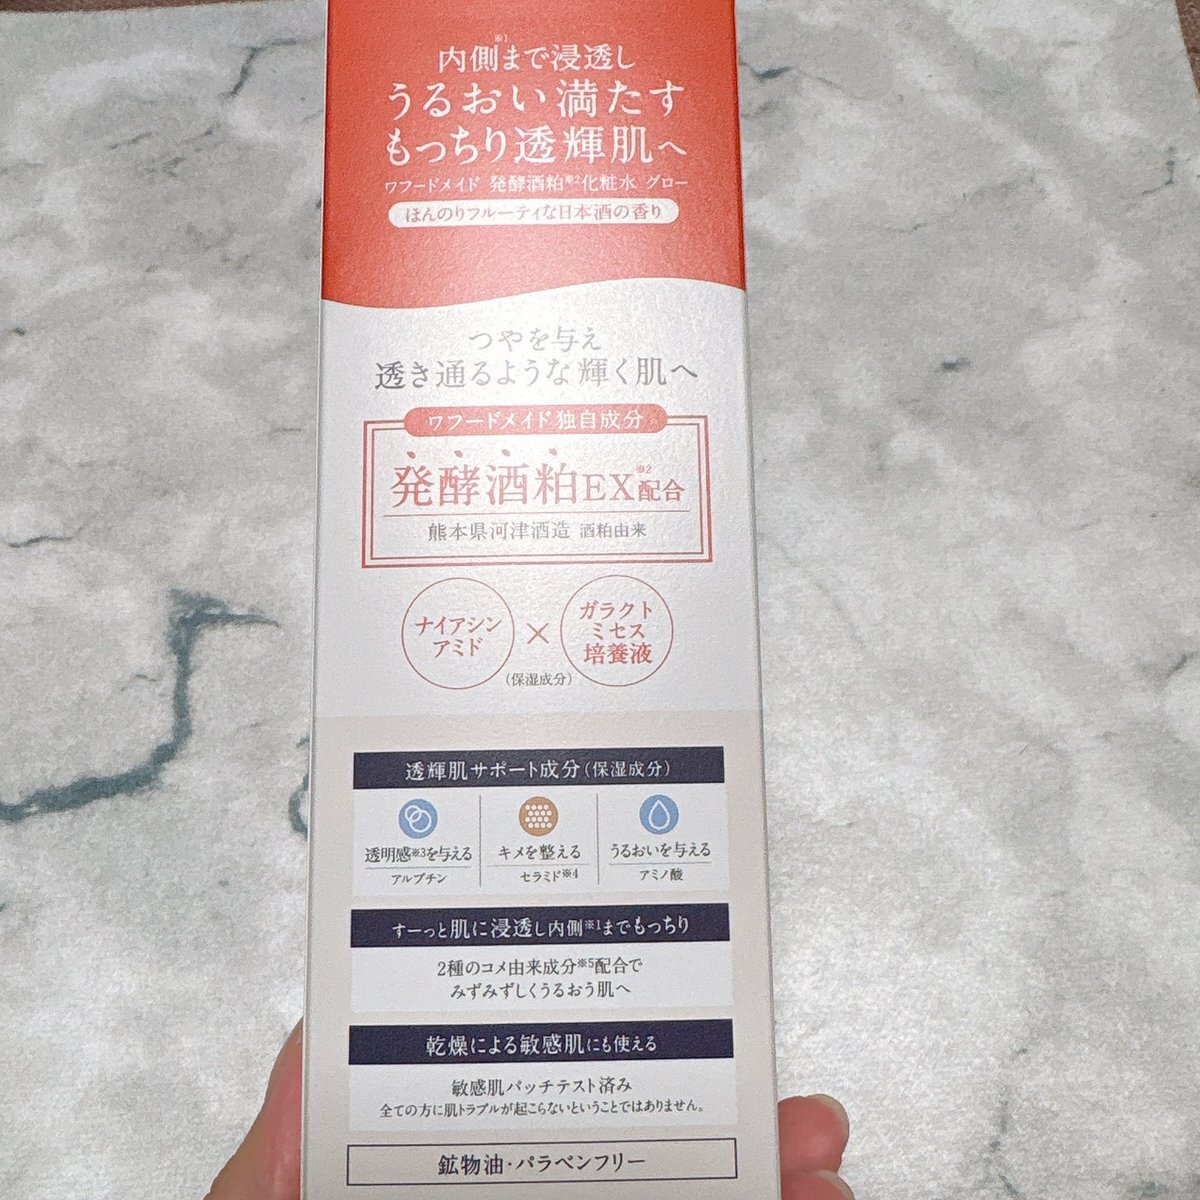 ※1
内側まで浸透し
うるおい満たす
もっちり透輝肌へ
ワフードメイド 発酵酒粕※2化粧水 グロー
ほんのりフルーティな日本酒の香り
つやを与え
透き通るような輝く肌へ
ワフードメイド独自成分
発酵酒粕EX※2配合
熊本県河津酒造 酒粕由来
ナイアシン
アミド
×
ガラクト
ミセス
培養液
(保湿成分)
透輝肌サポート成分(保湿成分)
透明感※3を与える
アルブチン
キメを整える
セラミド※4
うるおいを与える
アミノ酸
すーっと肌に浸透し内側※1までもっちり
2種のコメ由来成分※5配合で
みずみずしくうるおう肌へ
乾燥による敏感肌にも使える
敏感肌パッチテスト済み
全ての方に肌トラブルが起こらないということではありません。
鉱物油・パラベンフリー